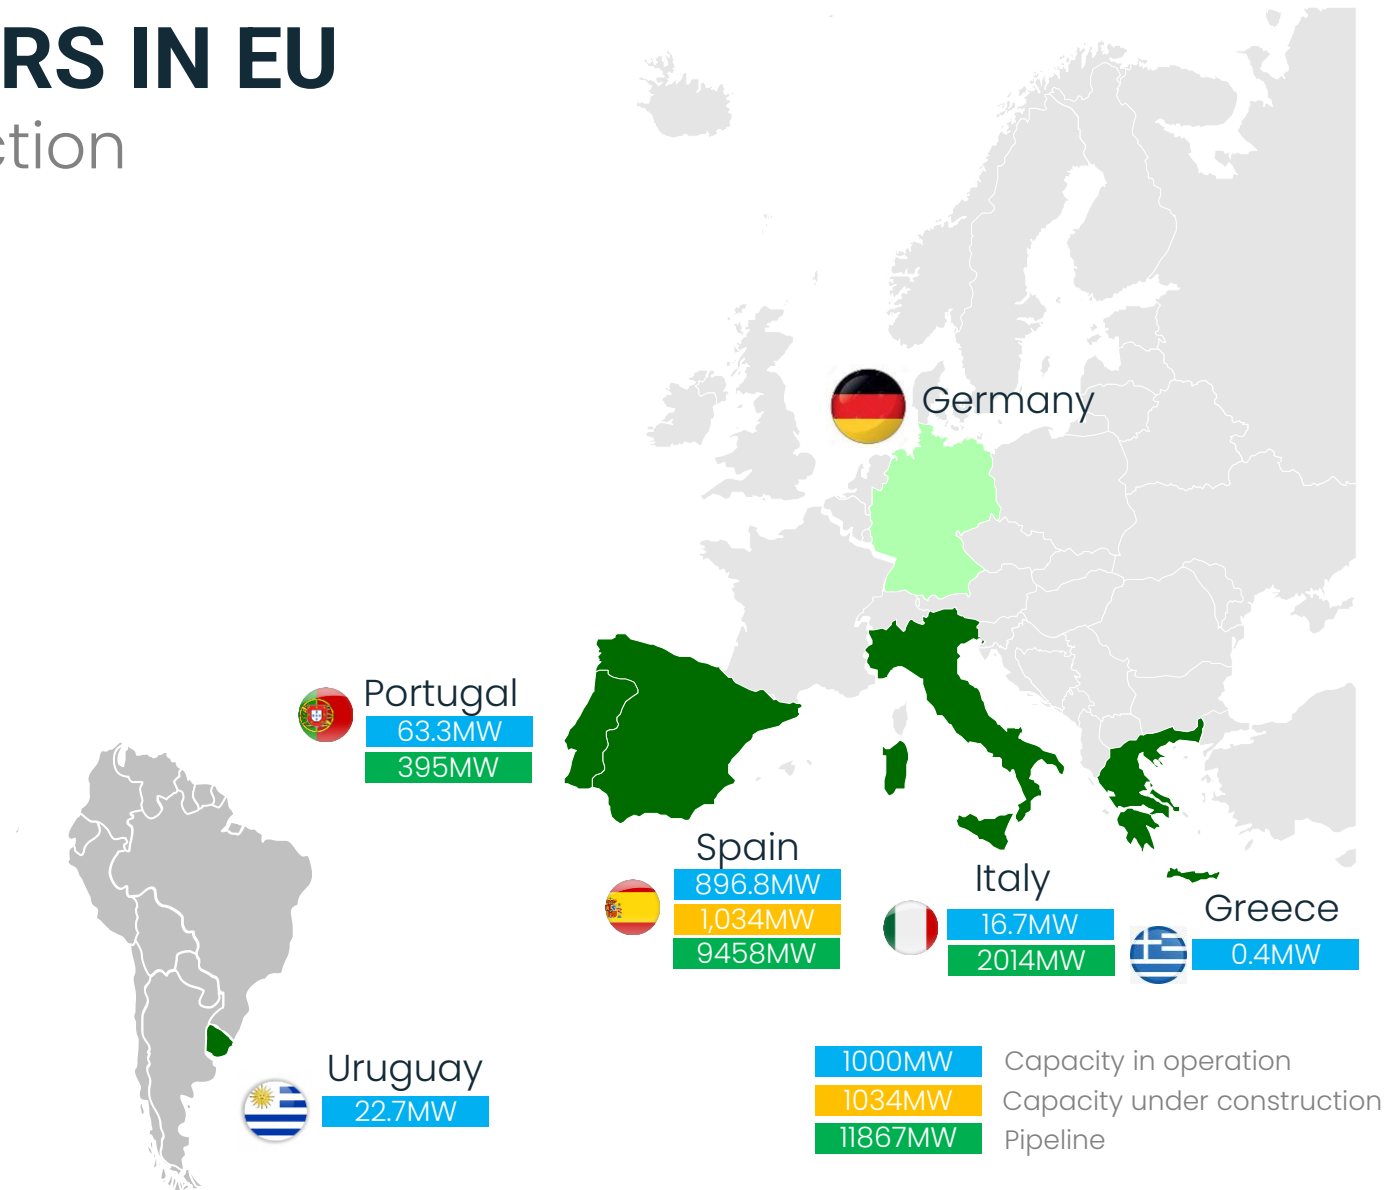 RS IN EU
ction
Germany
Portugal
63.3MW
395MW
Spain
896.8MW
1,034MW
9458MW
Italy
16.7MW
2014MW
Greece
0.4MW
Uruguay
22.7MW
1000MW Capacity in operation
1034MW Capacity under construction
11867MW Pipeline